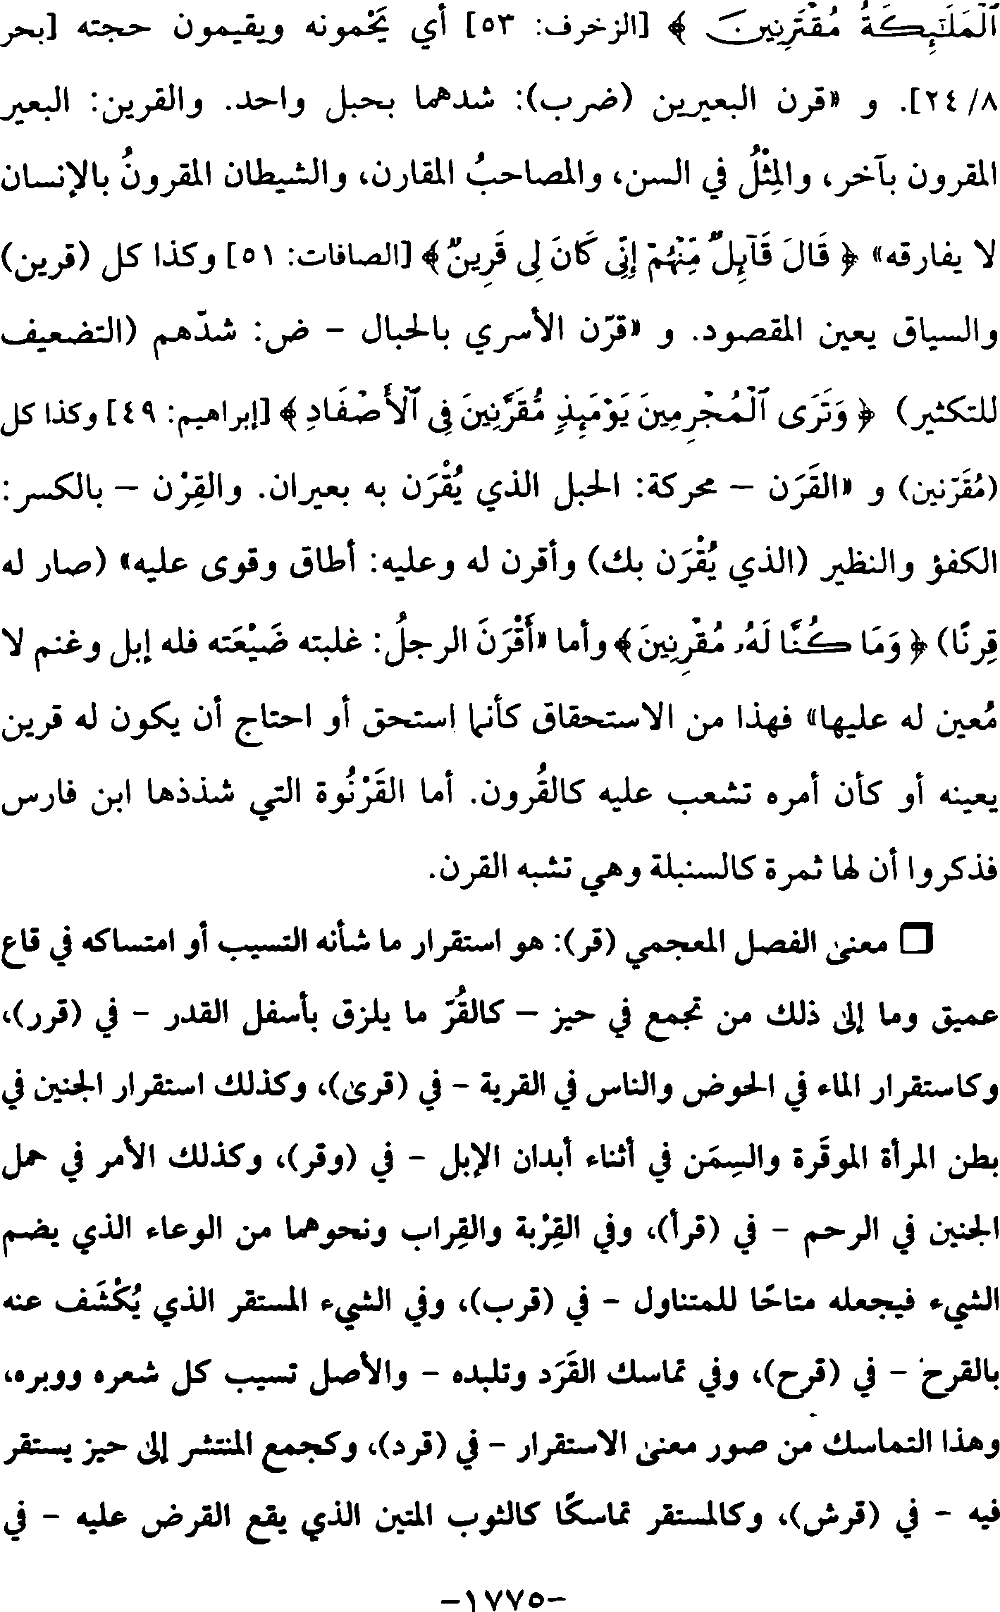 ٱلْمَلَٰٓئِكَةُ مُقْتَرِنِينَ ﴾ [الزخرف: ٥٣] أي يَحْمونه ويقيمون حجته [بحر
٨/ ٢٤]. و «قرن البعيرين (ضرب): شدهما بحبل واحد. والقرين: البعير
المقرون بآخر، والمِثْلُ في السن، والمصاحبُ المقارن، والشيطان المقرونُ بالإنسان
لا يفارقه» ﴿ قَالَ قَآئِلٌ مِّنْهُمْ إِنِّى كَانَ لِى قَرِينٌ ﴾ [الصافات: ٥١] وكذا كل (قرين)
والسياق يعين المقصود. و «قرّن الأسري بالحبال – ض: شدّهم (التضعيف
للتكثير) ﴿ وَتَرَى ٱلْمُجْرِمِينَ يَوْمَئِذٍ مُّقَرَّنِينَ فِى ٱلْأَصْفَادِ ﴾ [إبراهيم: ٤٩] وكذا كل
(مُقَرّنين) و «القَرَن – محركة: الحبل الذي يُقْرَن به بعيران. والقِرْن – بالكسر:
الكفؤ والنظير (الذي يُقْرَن بك) وأقرن له وعليه: أطاق وقوى عليه» (صار له
قِرنًا) ﴿ وَمَا كُنَّا لَهُۥ مُقْرِنِينَ ﴾ وأما «أَقْرَنَ الرجلُ: غلبته ضَيْعَته فله إبل وغنم لا
مُعين له عليها» فهذا من الاستحقاق كأنما استحق أو احتاج أن يكون له قرين
يعينه أو كأن أمره تشعب عليه كالقُرون. أما القَرْنُوة التي شذذها ابن فارس
فذكروا أن لها ثمرة كالسنبلة وهي تشبه القرن.
❒ معنى الفصل المعجمي (قر): هو استقرار ما شأنه التسيب أو امتساكه في قاع
عميق وما إلى ذلك من تجمع في حيز – كالقُرّ ما يلزق بأسفل القدر – في (قرر)،
وكاستقرار الماء في الحوض والناس في القرية – في (قرى)، وكذلك استقرار الجنين في
بطن المرأة الموقَرة والسِمَن في أثناء أبدان الإبل – في (وقر)، وكذلك الأمر في حمل
الجنين في الرحم – في (قرأ)، وفي القِرْبة والقِراب ونحوهما من الوعاء الذي يضم
الشيء فيجعله متاحًا للمتناول – في (قرب)، وفي الشيء المستقر الذي يُكْشَف عنه
بالقرح – في (قرح)، وفي تماسك القَرَد وتلبده – والأصل تسيب كل شعره ووبره،
وهذا التماسك من صور معنى الاستقرار – في (قرد)، وكجمع المنتشر إلى حيز يستقر
فيه – في (قرش)، وكالمستقر تماسكًا كالثوب المتين الذي يقع القرض عليه – في
–١٧٧٥–